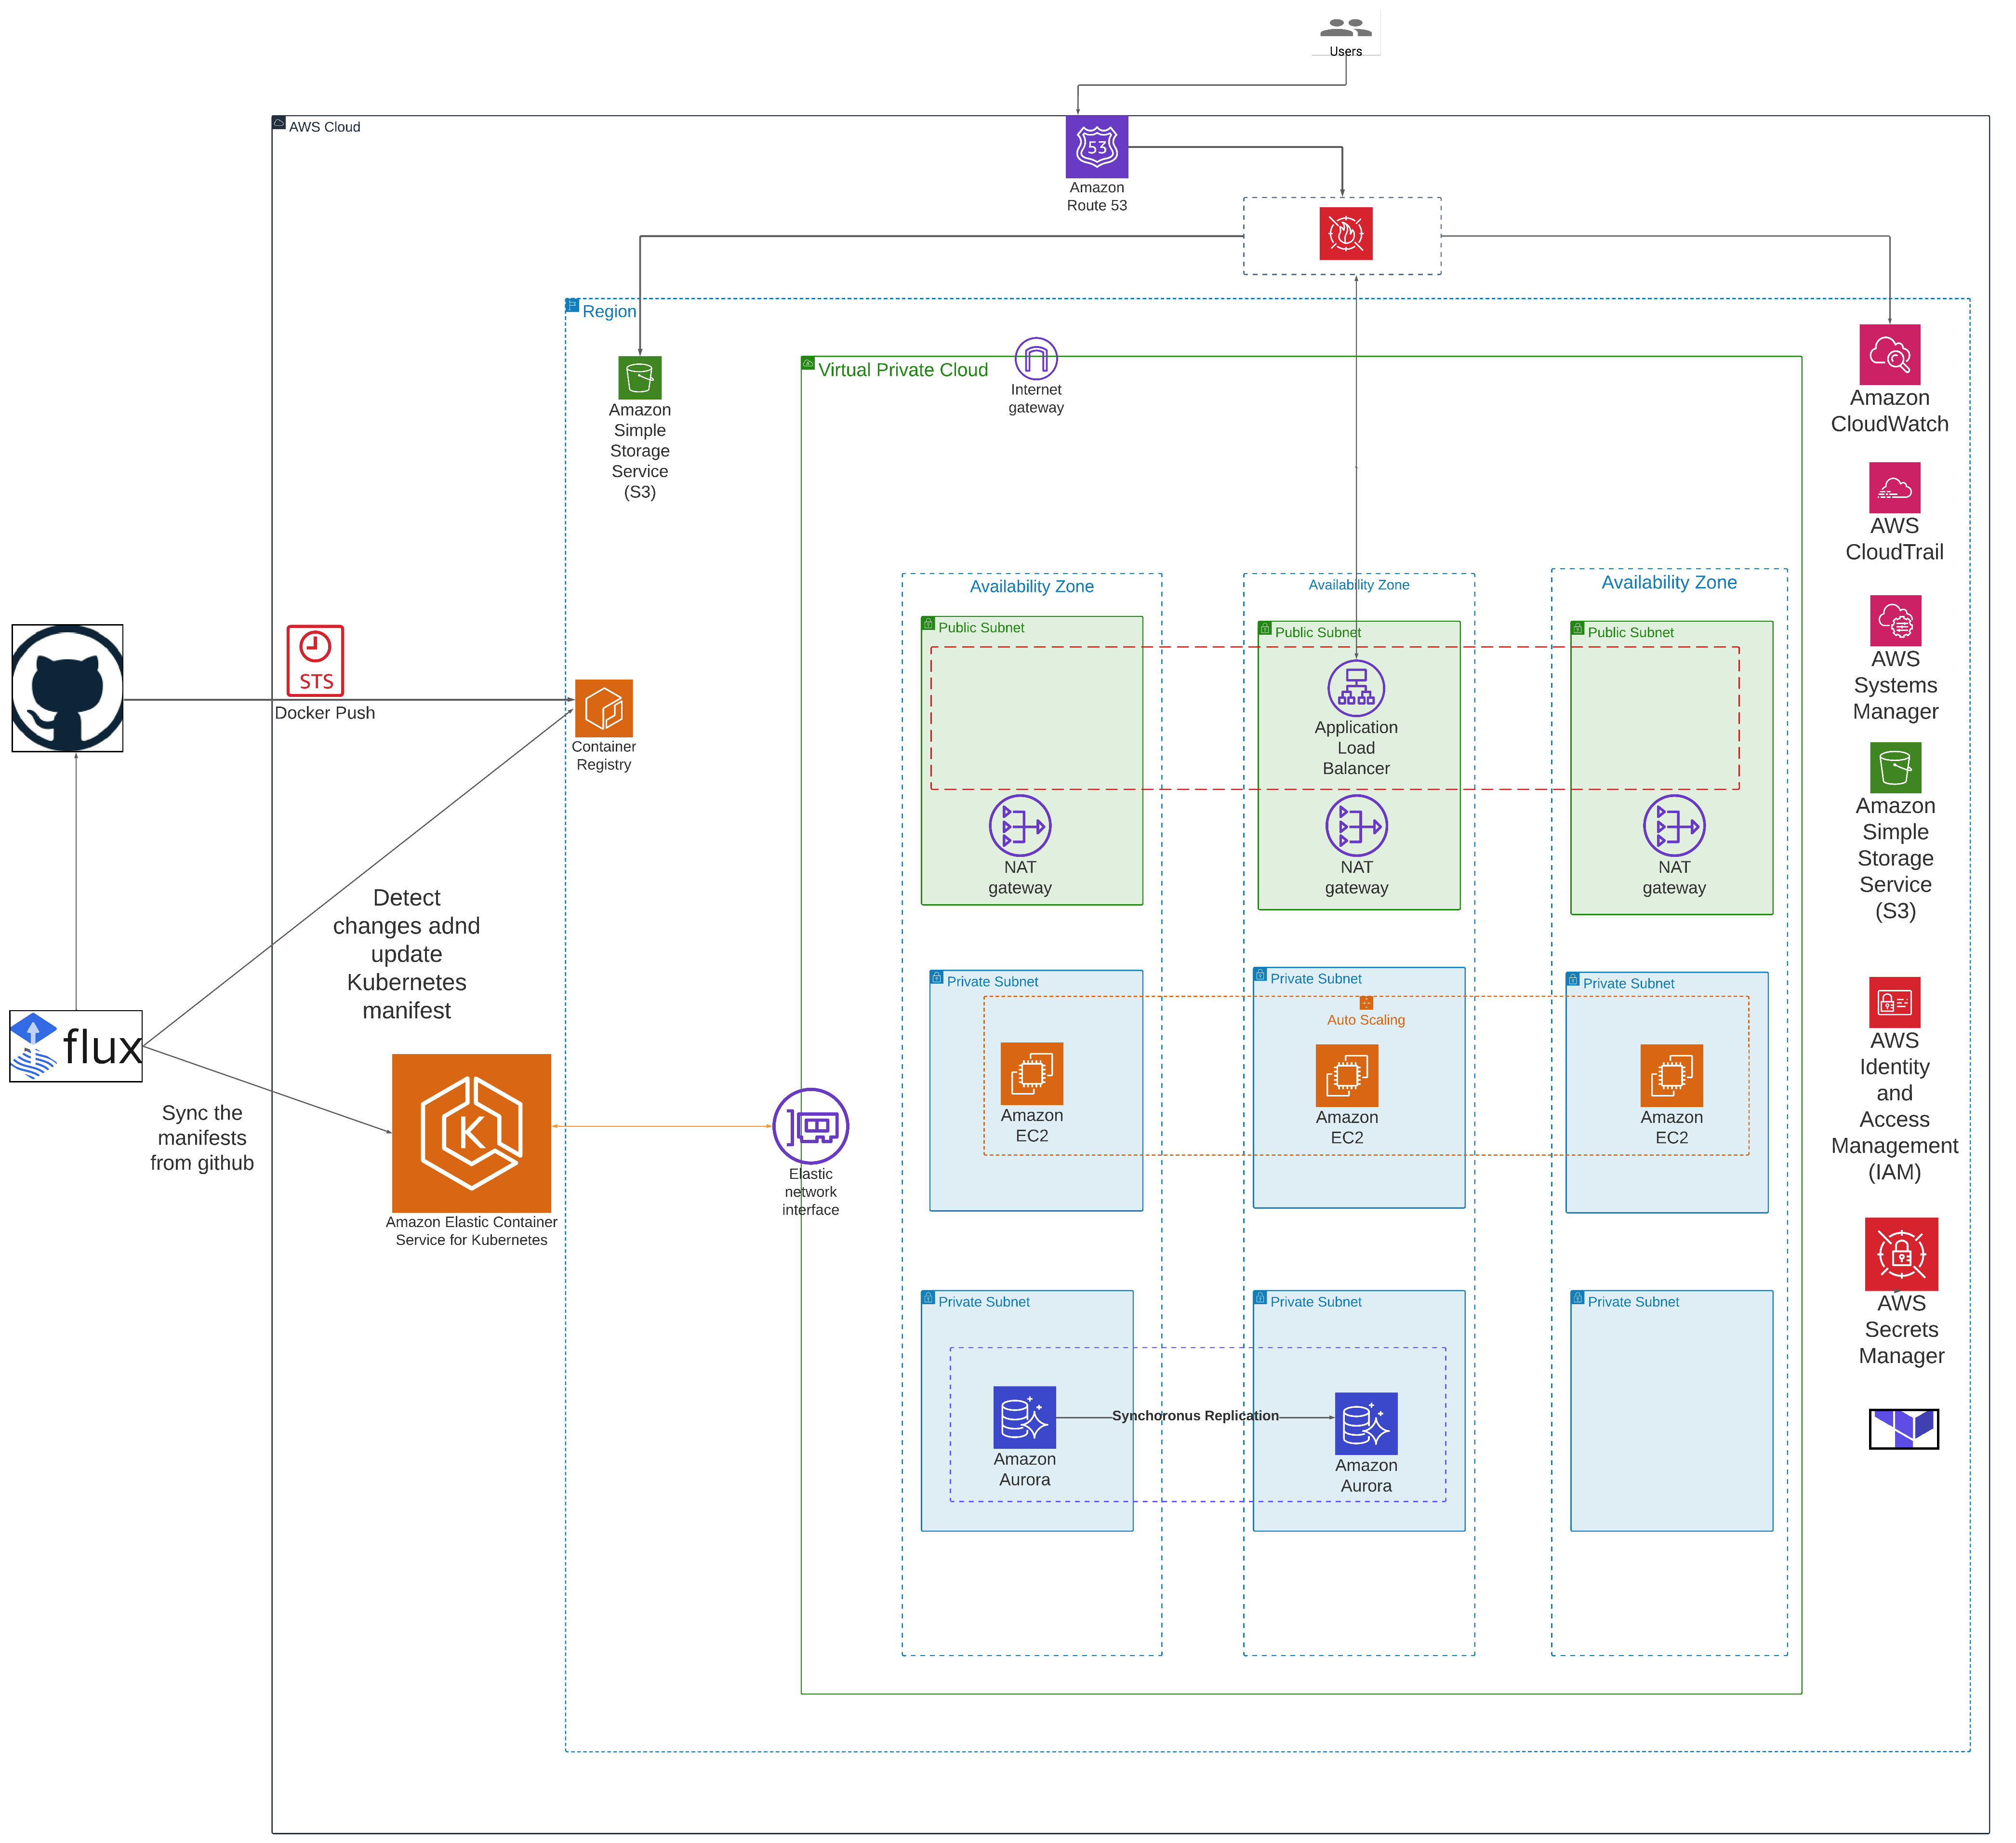 Users
AWS Cloud
53
Amazon
Route 53
Region
Amazon
Simple
Storage
Service
(S3)
Virtual Private Cloud
Internet
gateway
Amazon
CloudWatch
AWS
CloudTrail
AWS
Systems
Manager
Amazon
Simple
Storage
Service
(S3)
AWS
Identity
and
Access
Management
(IAM)
AWS
Secrets
Manager
STS
Docker Push
Container
Registry
Detect
changes adnd
update
Kubernetes
manifest
flux
Sync the
manifests
from github
K
Amazon Elastic Container
Service for Kubernetes
Elastic
network
interface
Availability Zone
Availability Zone
Availability Zone
Public Subnet
Public Subnet
Public Subnet
Application
Load
Balancer
NAT
gateway
NAT
gateway
NAT
gateway
Private Subnet
Private Subnet
Private Subnet
Auto Scaling
Amazon
EC2
Amazon
EC2
Amazon
EC2
Private Subnet
Private Subnet
Private Subnet
Synchoronus Replication
Amazon
Aurora
Amazon
Aurora